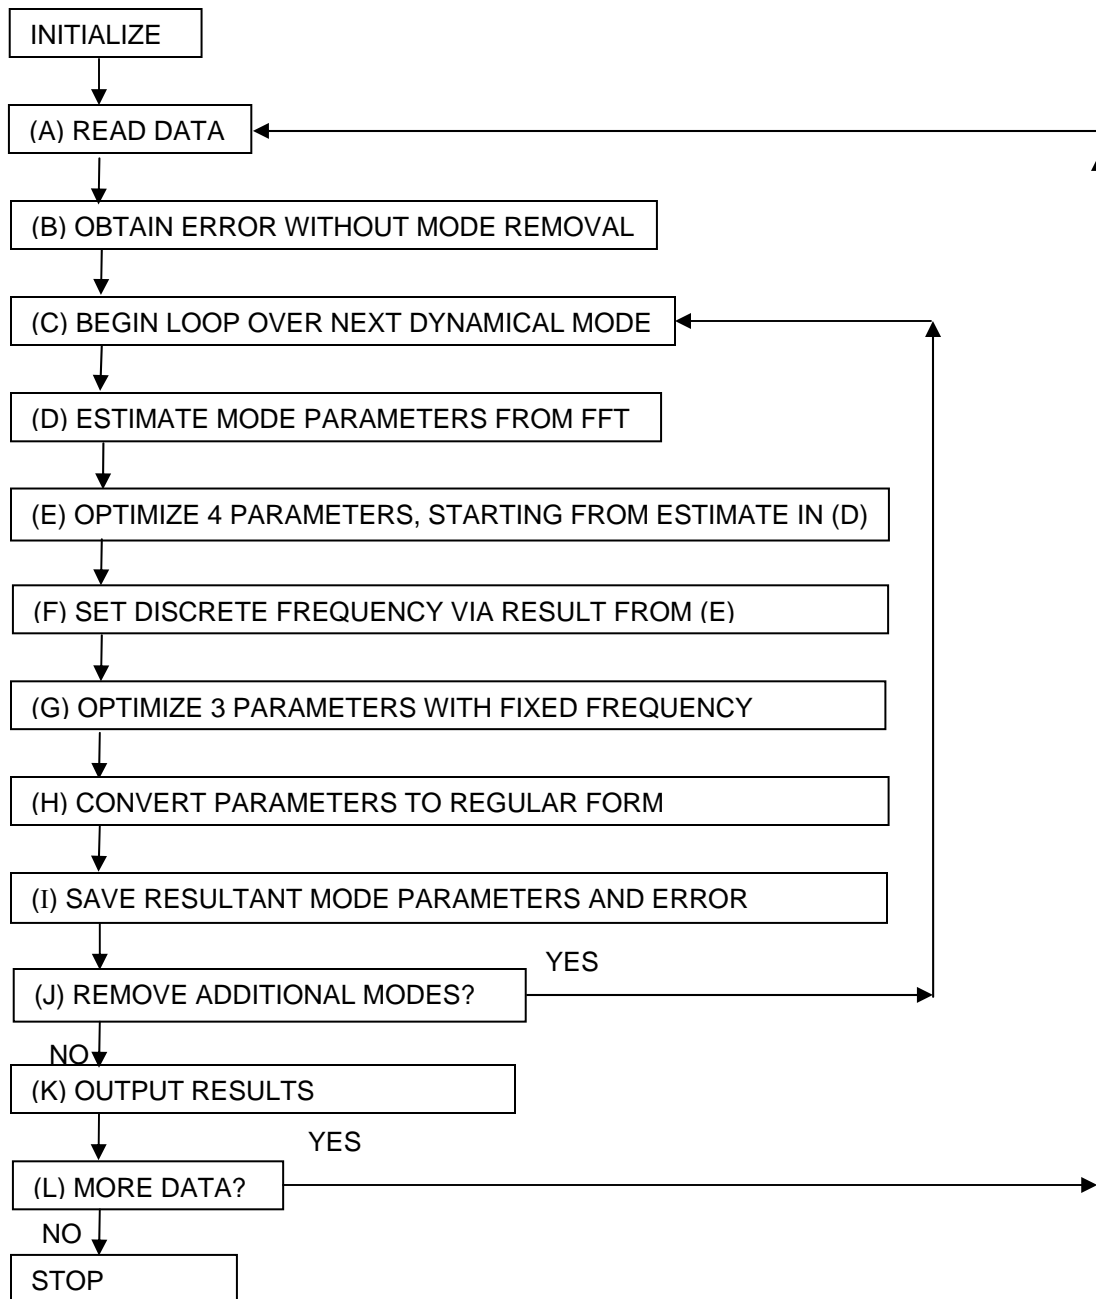 INITIALIZE
(A) READ DATA
(B) OBTAIN ERROR WITHOUT MODE REMOVAL
(C) BEGIN LOOP OVER NEXT DYNAMICAL MODE
(D) ESTIMATE MODE PARAMETERS FROM FFT
(E) OPTIMIZE 4 PARAMETERS, STARTING FROM ESTIMATE IN (D)
(F) SET DISCRETE FREQUENCY VIA RESULT FROM (E)
(G) OPTIMIZE 3 PARAMETERS WITH FIXED FREQUENCY
(H) CONVERT PARAMETERS TO REGULAR FORM
(I) SAVE RESULTANT MODE PARAMETERS AND ERROR
YES
(J) REMOVE ADDITIONAL MODES?
NO
(K) OUTPUT RESULTS
YES
(L) MORE DATA?
NO
STOP